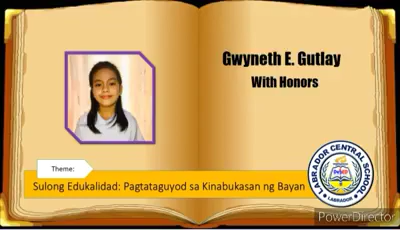 Gwyneth E. Gutlay
With Honors
Theme:
Sulong Edukalidad: Pagtataguyod sa Kinabukasan ng Bayan
LABRADOR CENTRAL SCHOOL
LABRADOR
PowerDirector